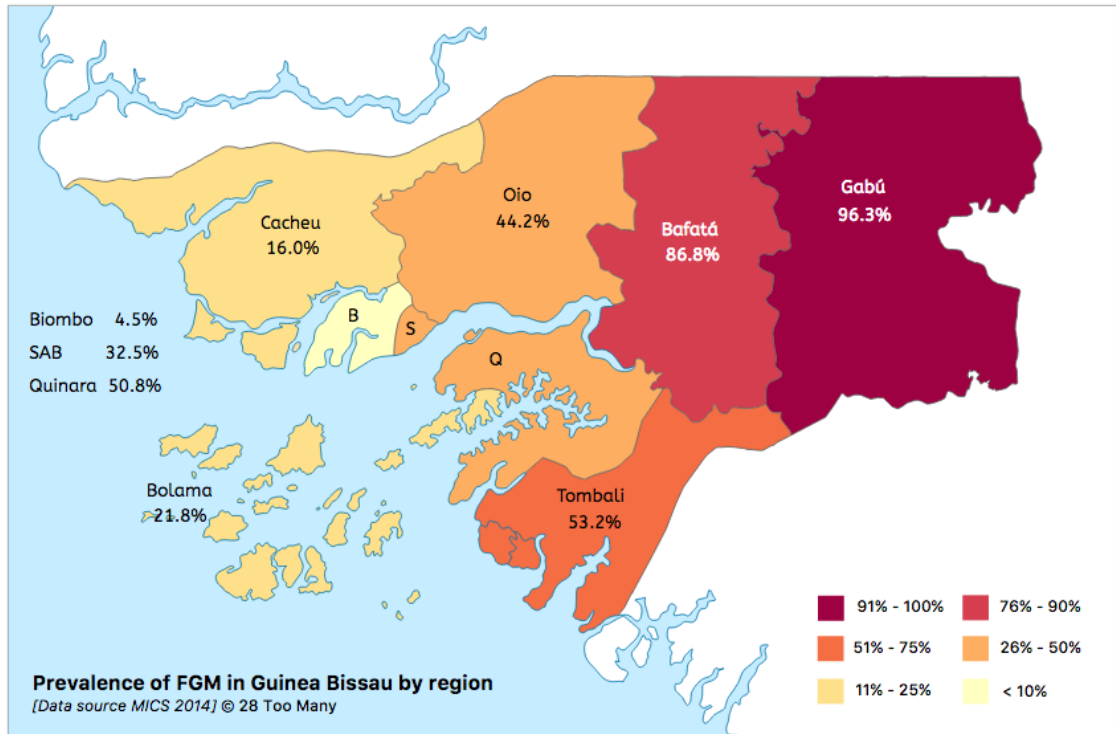 Oio
44.2%
Gabú
96.3%
Cacheu
16.0%
Bafatá
86.8%
B
S
Biombo 4.5%
SAB 32.5%
Quinara 50.8%
Q
Bolama
21.8%
Tombali
53.2%
91% - 100%
76% - 90%
51% - 75%
26% - 50%
11% - 25%
< 10%
Prevalence of FGM in Guinea Bissau by region
[Data source MICS 2014] © 28 Too Many